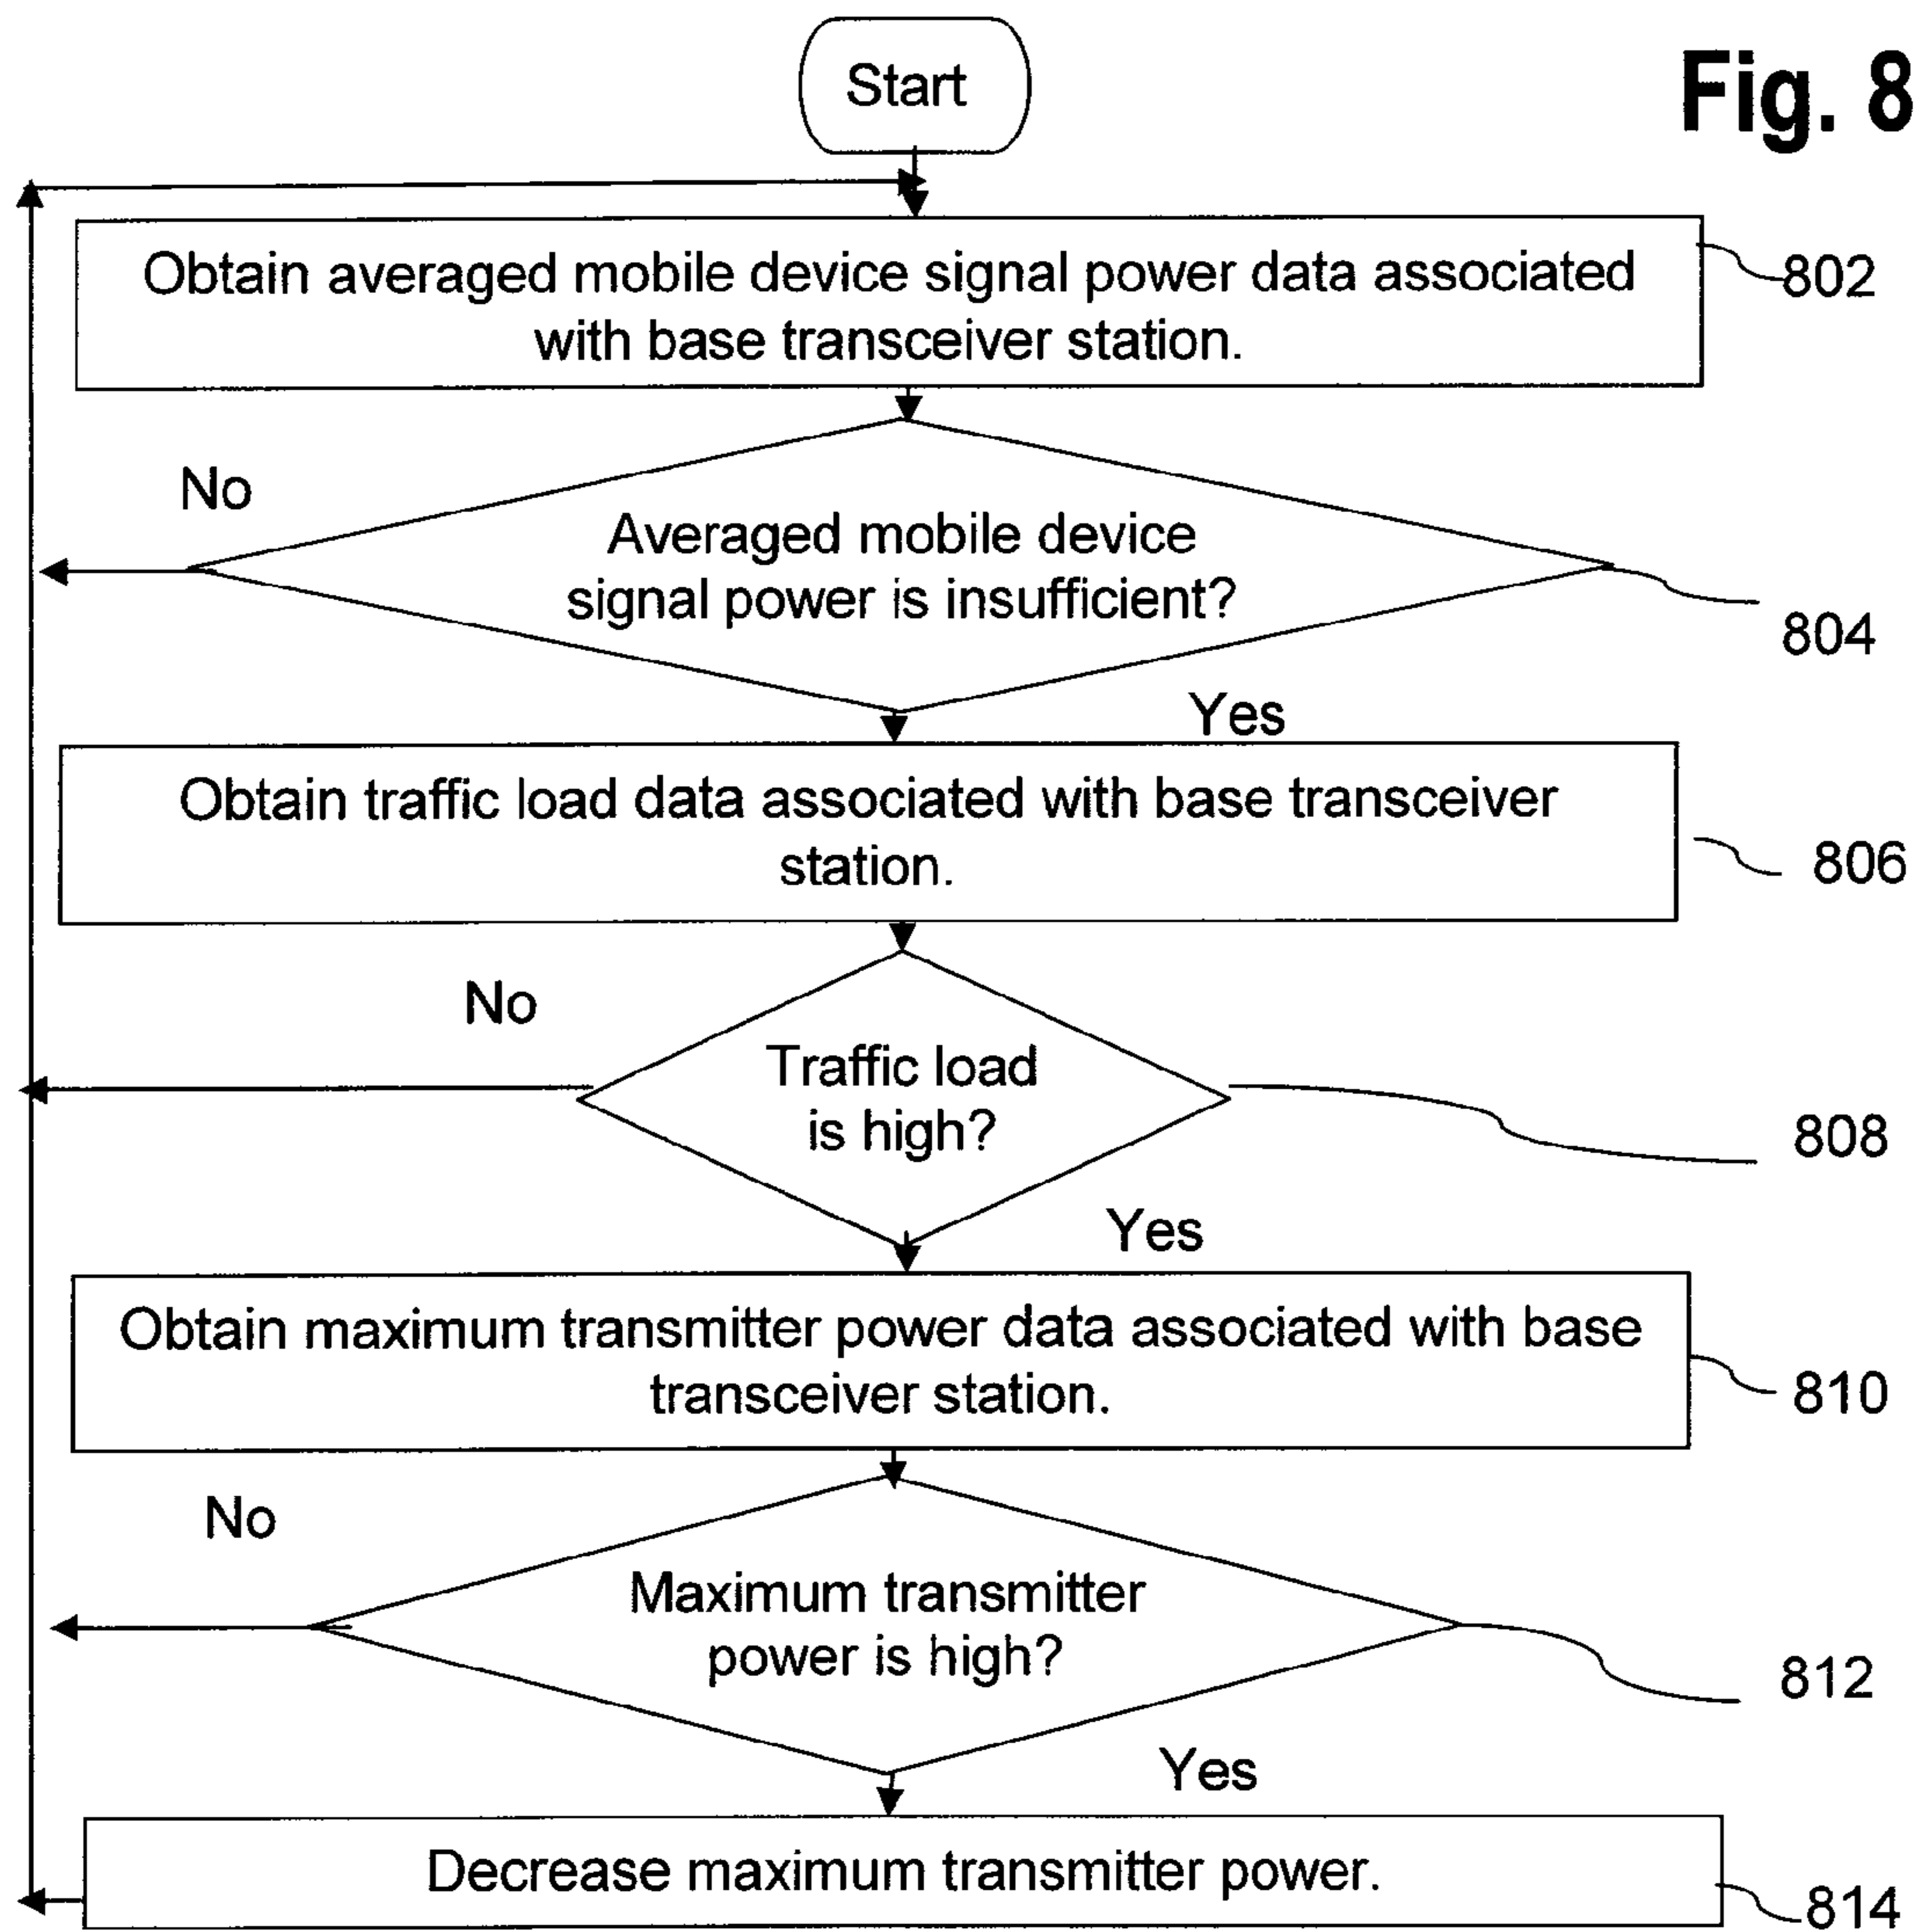 Start
Fig. 8
Obtain averaged mobile device signal power data associated
with base transceiver station.
802
No
Averaged mobile device
signal power is insufficient?
804
Yes
Obtain traffic load data associated with base transceiver
station.
806
No
Traffic load
is high?
808
Yes
Obtain maximum transmitter power data associated with base
transceiver station.
810
No
Maximum transmitter
power is high?
812
Yes
Decrease maximum transmitter power.
814